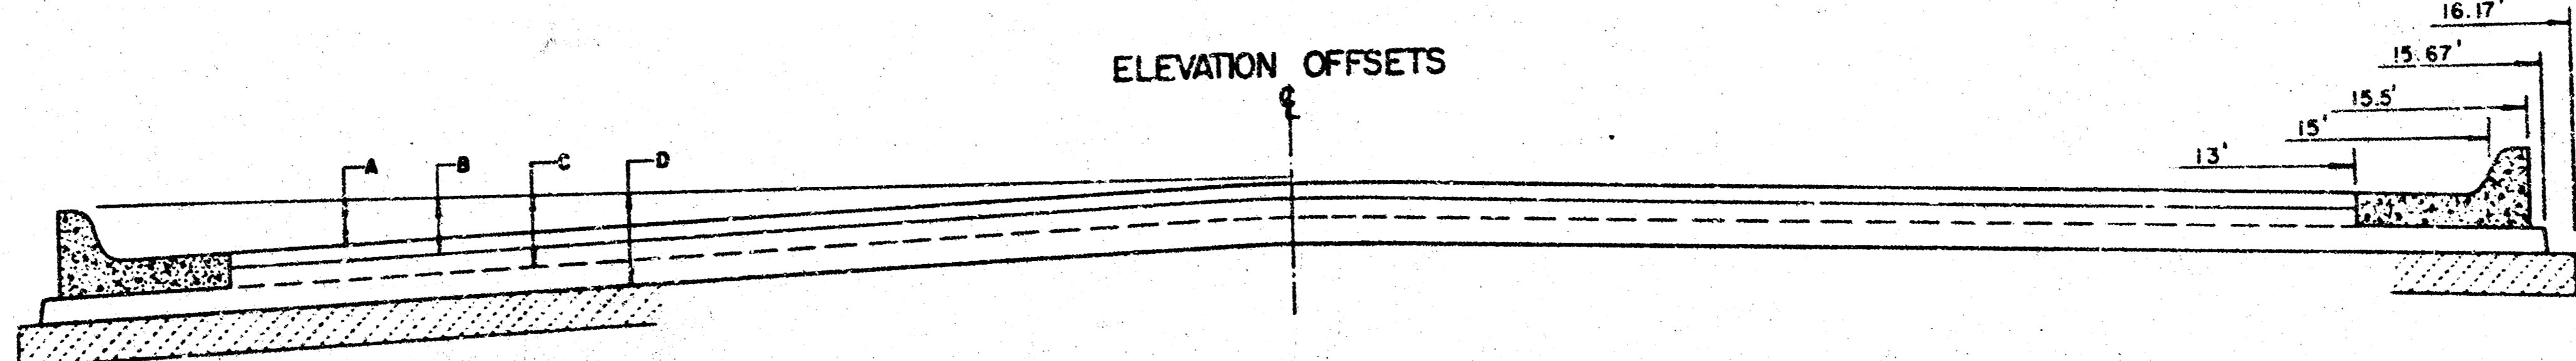 ELEVATION OFFSETS
℄
A
B
C
D
16.17'
15.67'
15.5'
15'
13'